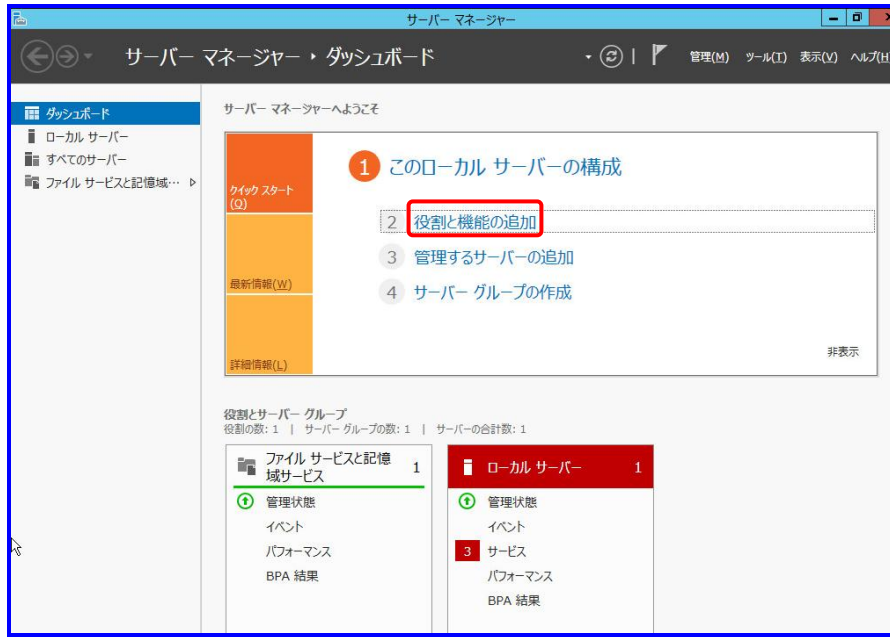 サーバー マネージャー
サーバー マネージャー ・ ダッシュボード
管理(M) ツール(T) 表示(V) ヘルプ(H)
ダッシュボード
ローカル サーバー
すべてのサーバー
ファイル サービスと記憶域…
サーバー マネージャーへようこそ
クイック スタート
(Q)
最新情報(W)
詳細情報(L)
1 このローカル サーバーの構成
2 役割と機能の追加
3 管理するサーバーの追加
4 サーバー グループの作成
非表示
役割とサーバー グループ
役割の数: 1 | サーバー グループの数: 1 | サーバーの合計数: 1
ファイル サービスと記憶
域サービス
1
管理状態
イベント
パフォーマンス
BPA 結果
ローカル サーバー 1
管理状態
イベント
3 サービス
パフォーマンス
BPA 結果